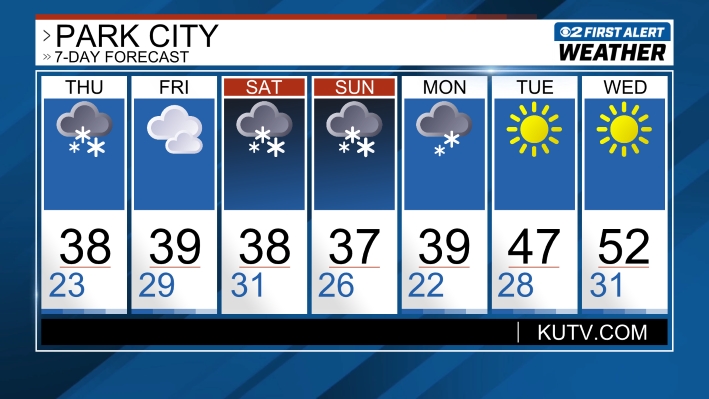 > PARK CITY
» 7-DAY FORECAST
2 FIRST ALERT
WEATHER
THU FRI SAT SUN MON TUE WED
38 39 38 37 39 47 52
23 29 31 26 22 28 31
| KUTV.COM